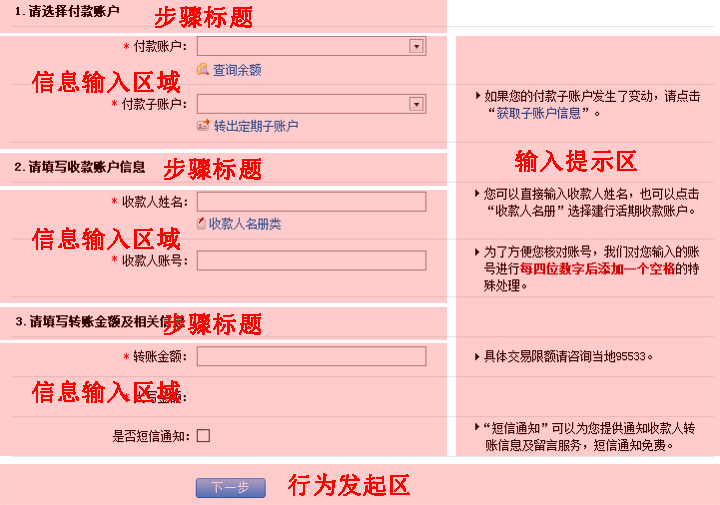 1. 请选择付款账户
步骤标题
* 付款账户：
查询余额
信息输入区域
* 付款子账户：
转出定期子账户
如果您的付款子账户发生了变动，请点击
“获取子账户信息”。
2. 请填写收款账户信息
步骤标题
输入提示区
* 收款人姓名：
收款人名册类
您可以直接输入收款人姓名，也可以点击
“收款人名册”选择建行活期收款账户。
信息输入区域
* 收款人账号：
为了方便您核对账号，我们对您输入的账
号进行每四位数字后添加一个空格的特
殊处理。
3. 请填写转账金额及相关信息
步骤标题
* 转账金额：
具体交易限额请咨询当地95533。
信息输入区域
* 大写金额：
是否短信通知：
“短信通知”可以为您提供通知收款人转
账信息及留言服务，短信通知免费。
下一步
行为发起区